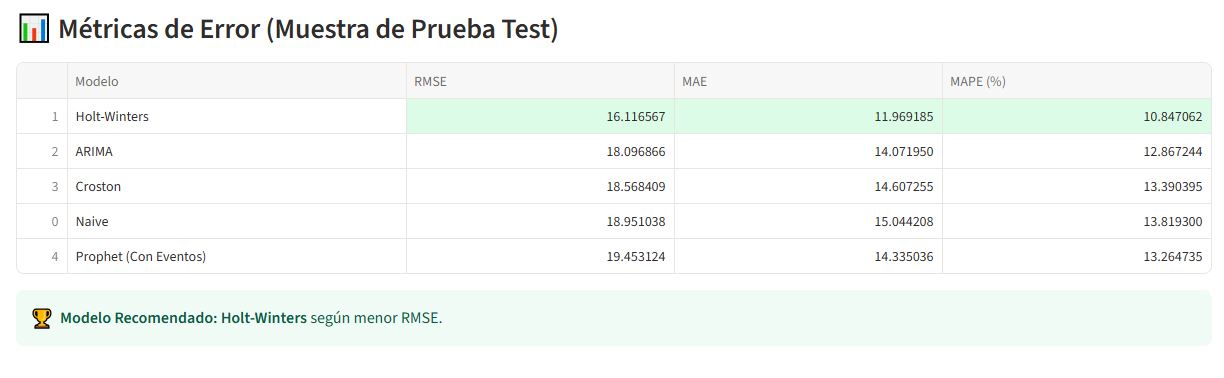 Métricas de Error (Muestra de Prueba Test)
Modelo RMSE MAE MAPE (%)
1 Holt-Winters 16.116567 11.969185 10.847062
2 ARIMA 18.096866 14.071950 12.867244
3 Croston 18.568409 14.607255 13.390395
0 Naive 18.951038 15.044208 13.819300
4 Prophet (Con Eventos) 19.453124 14.335036 13.264735
Modelo Recomendado: Holt-Winters según menor RMSE.